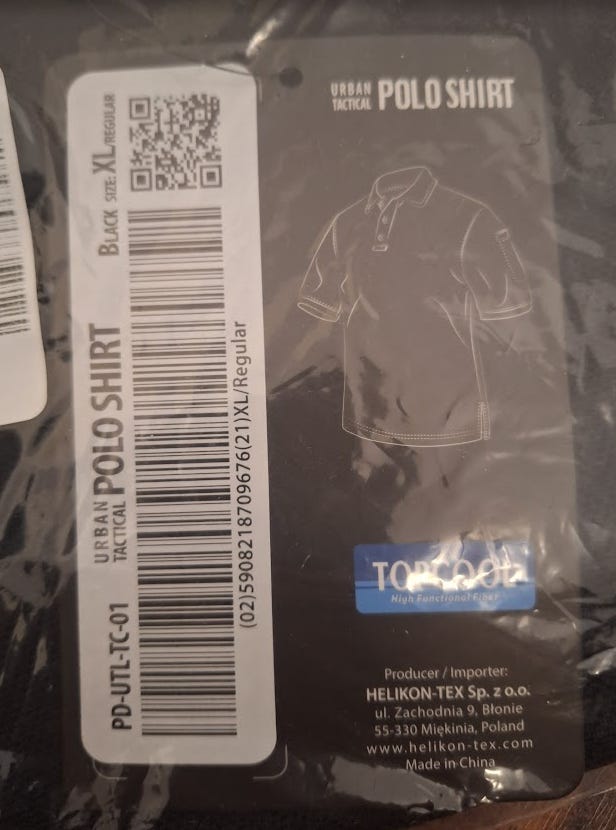 PD-UTL-TC-01
URBAN
TACTICAL
POLO SHIRT
BLACK SIZE: XL/REGULAR
(02)5908218709676(21)XL/Regular
URBAN
TACTICAL
POLO SHIRT
TOPCOOL
High Functional Fiber
Producer / Importer:
HELIKON-TEX Sp. z o.o.
ul. Zachodnia 9, Błonie
55-330 Miękinia, Poland
www.helikon-tex.com
Made in China